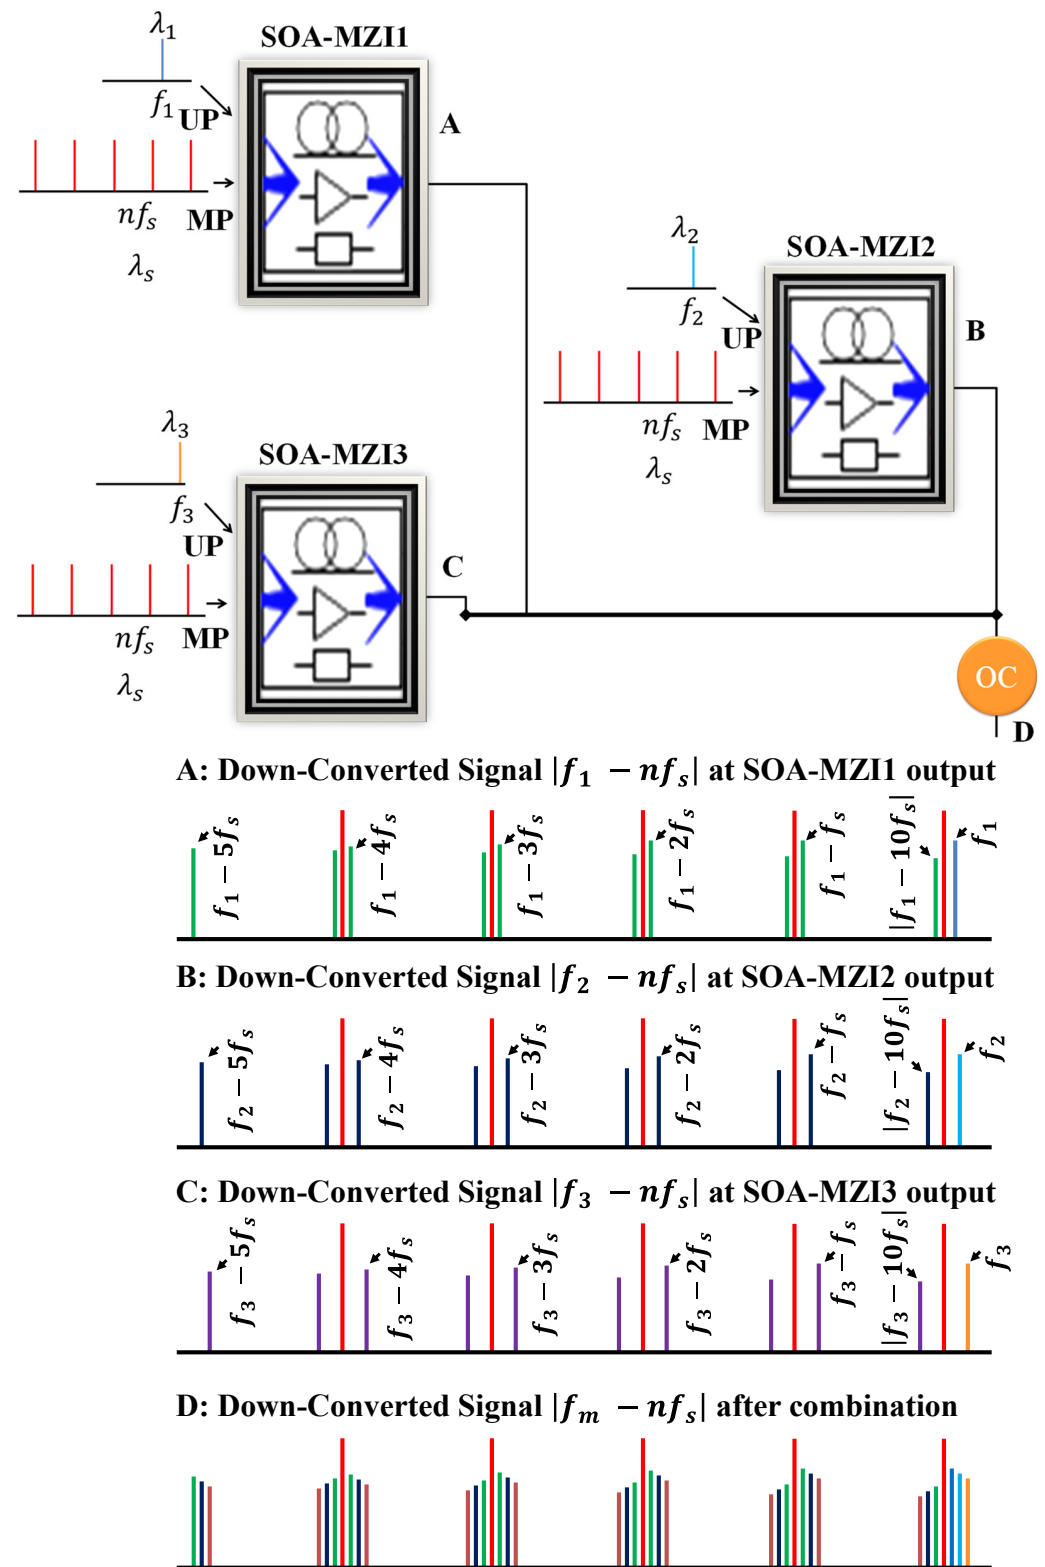 λ₁
SOA-MZI1
f₁
UP
A
nfₛ
MP
λₛ
λ₂
SOA-MZI2
f₂
UP
B
nfₛ
MP
λₛ
λ₃
SOA-MZI3
f₃
UP
C
nfₛ
MP
λₛ
OC
D
A: Down-Converted Signal |f₁ − nfₛ| at SOA-MZI1 output
f₁ − 5fₛ
f₁ − 4fₛ
f₁ − 3fₛ
f₁ − 2fₛ
f₁ − fₛ
|f₁ − 10fₛ|
f₁
B: Down-Converted Signal |f₂ − nfₛ| at SOA-MZI2 output
f₂ − 5fₛ
f₂ − 4fₛ
f₂ − 3fₛ
f₂ − 2fₛ
f₂ − fₛ
|f₂ − 10fₛ|
f₂
C: Down-Converted Signal |f₃ − nfₛ| at SOA-MZI3 output
f₃ − 5fₛ
f₃ − 4fₛ
f₃ − 3fₛ
f₃ − 2fₛ
f₃ − fₛ
|f₃ − 10fₛ|
f₃
D: Down-Converted Signal |fₘ − nfₛ| after combination